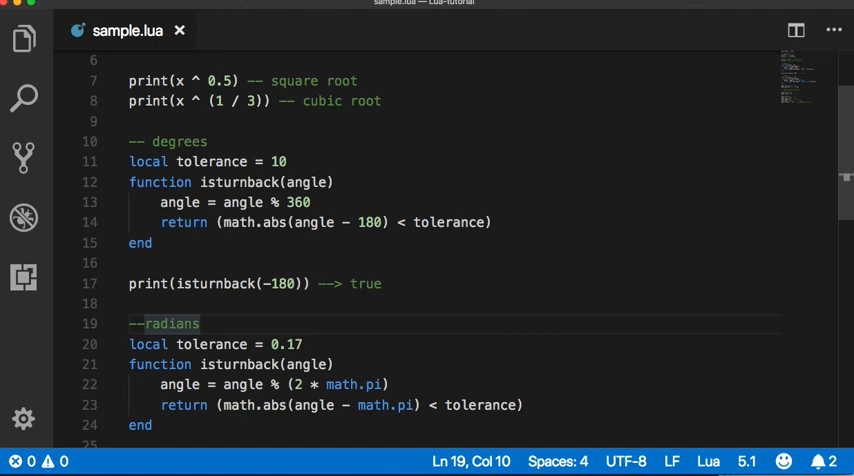 sample.lua — Lua-tutorial
sample.lua ×
6
7 print(x ^ 0.5) -- square root
8 print(x ^ (1 / 3)) -- cubic root
9
10 -- degrees
11 local tolerance = 10
12 function isturnback(angle)
13 angle = angle % 360
14 return (math.abs(angle - 180) < tolerance)
15 end
16
17 print(isturnback(-180)) --> true
18
19 --radians
20 local tolerance = 0.17
21 function isturnback(angle)
22 angle = angle % (2 * math.pi)
23 return (math.abs(angle - math.pi) < tolerance)
24 end
25
0 0 Ln 19, Col 10 Spaces: 4 UTF-8 LF Lua 5.1 2